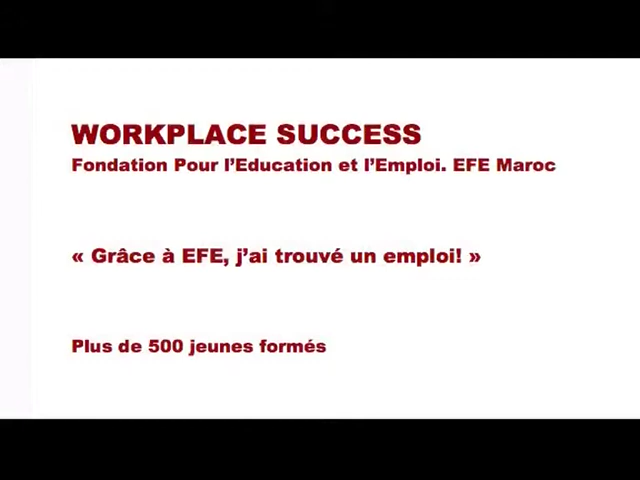 WORKPLACE SUCCESS
Fondation Pour l’Education et l’Emploi. EFE Maroc
« Grâce à EFE, j’ai trouvé un emploi! »
Plus de 500 jeunes formés